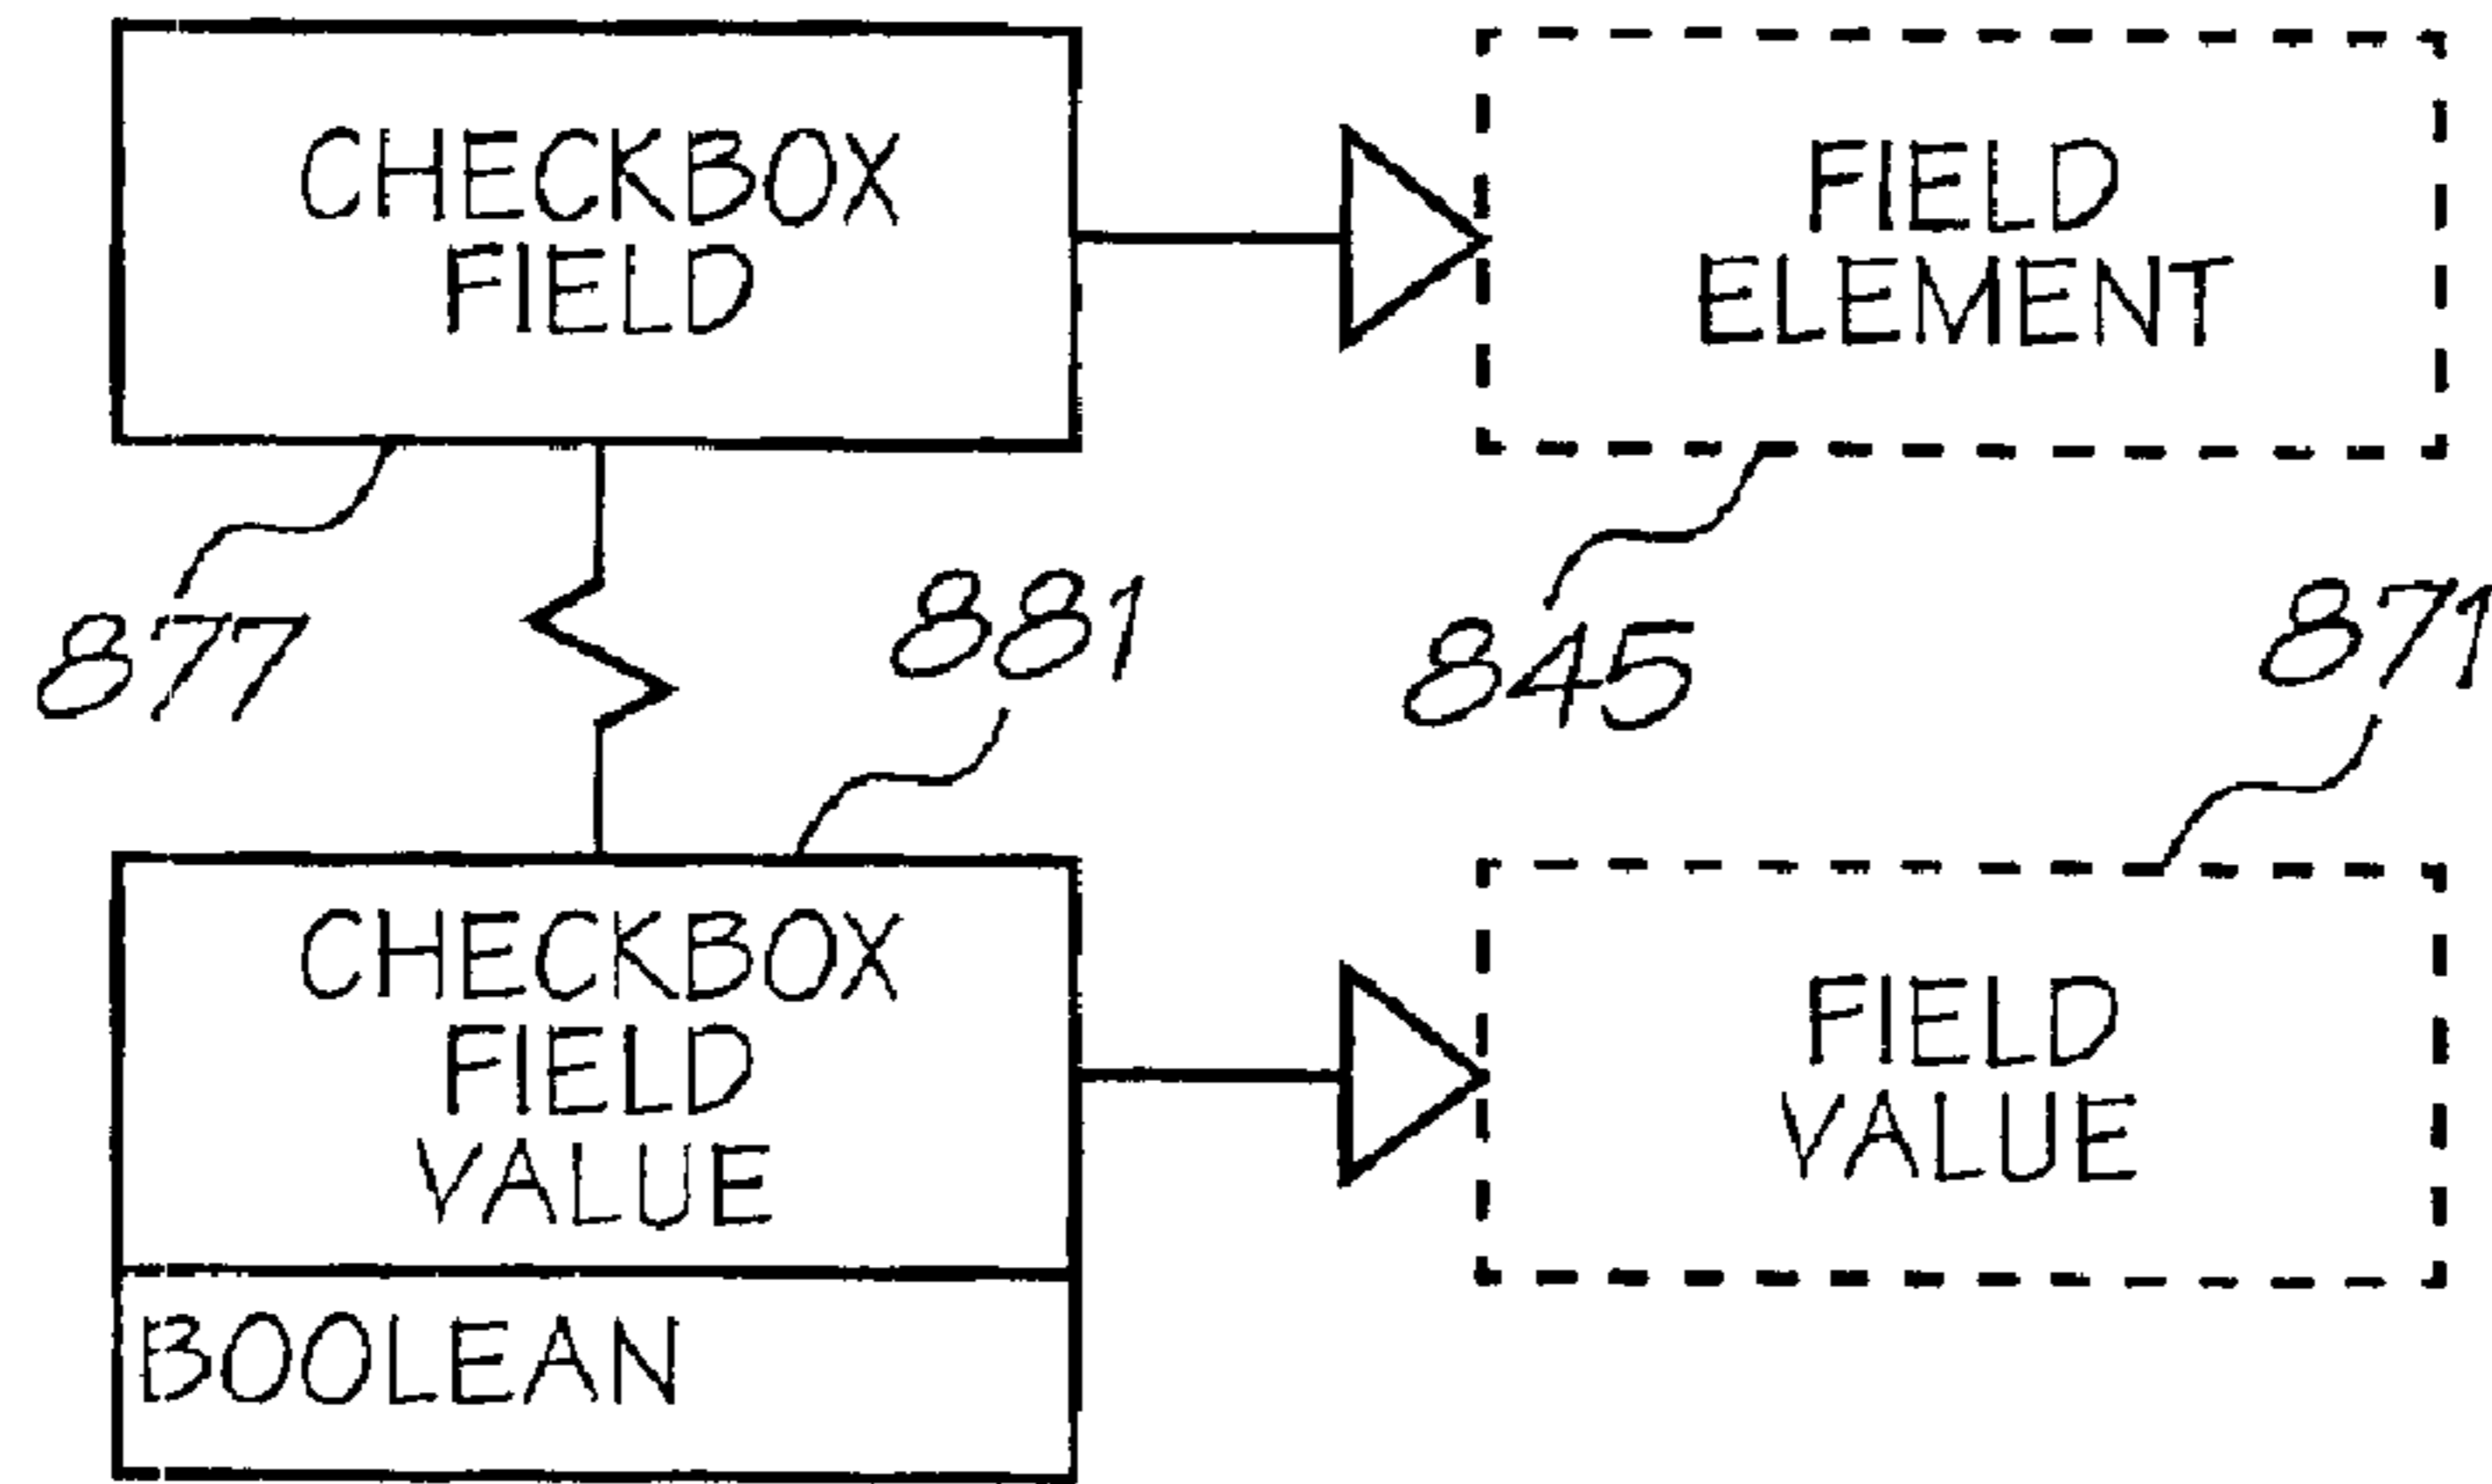 CHECKBOX
FIELD
FIELD
ELEMENT
877
881
845
871
CHECKBOX
FIELD
VALUE
BOOLEAN
FIELD
VALUE